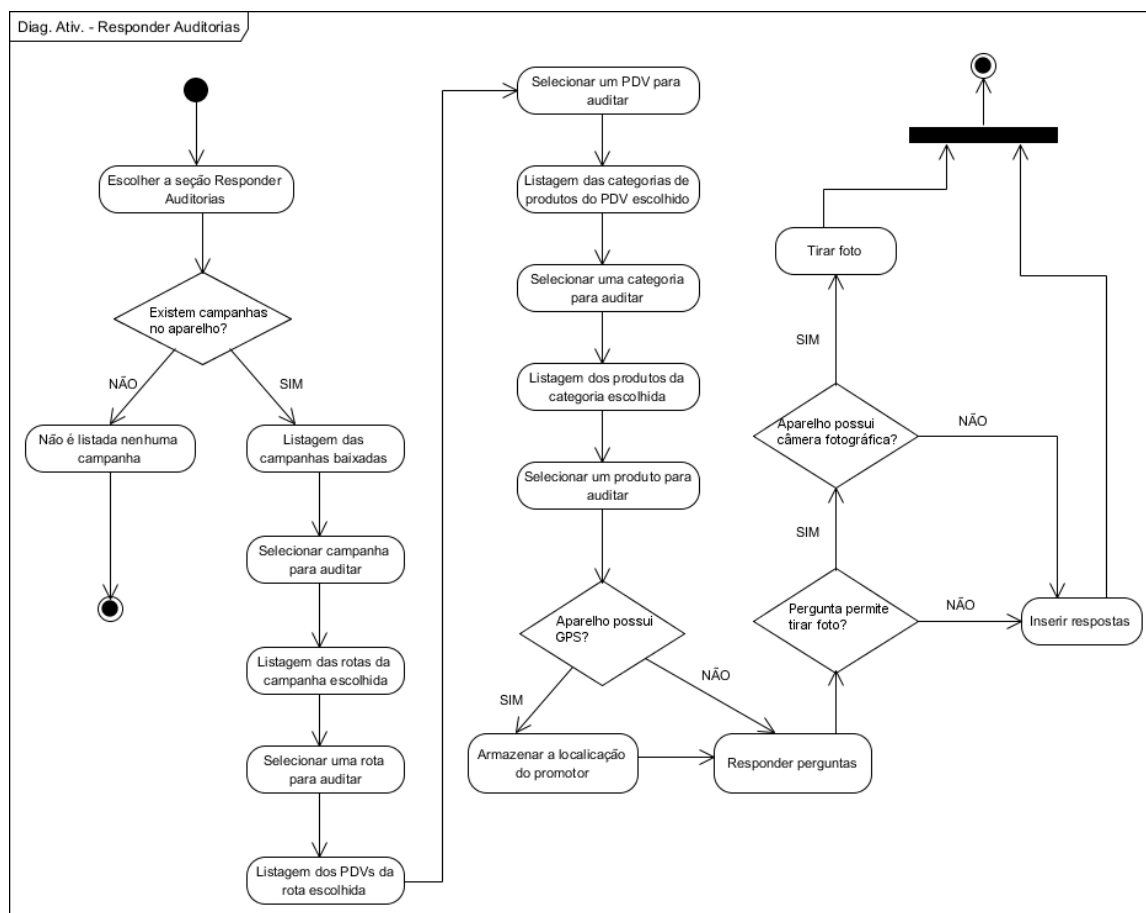 Diag. Ativ. - Responder Auditorias
Escolher a seção Responder
Auditorias
Existem campanhas
no aparelho?
NÃO
SIM
Não é listada nenhuma
campanha
Listagem das
campanhas baixadas
Selecionar campanha
para auditar
Listagem das rotas da
campanha escolhida
Selecionar uma rota
para auditar
Listagem dos PDVs da
rota escolhida
Selecionar um PDV para
auditar
Listagem das categorias de
produtos do PDV escolhido
Selecionar uma categoria
para auditar
Listagem dos produtos da
categoria escolhida
Selecionar um produto para
auditar
Aparelho possui
GPS?
SIM
NÃO
Armazenar a localicação
do promotor
Responder perguntas
Pergunta permite
tirar foto?
NÃO
SIM
Inserir respostas
Aparelho possui
câmera fotográfica?
NÃO
SIM
Tirar foto